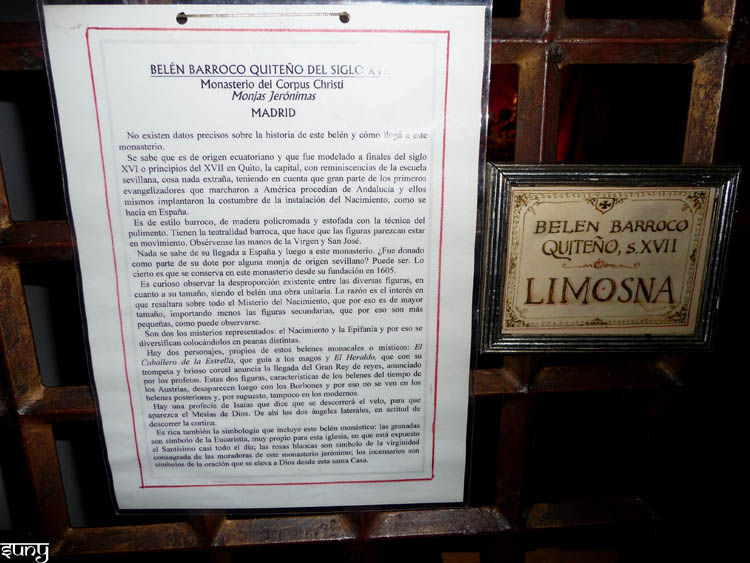 BELÉN BARROCO QUITEÑO DEL SIGLO
Monasterio del Corpus Christi
Monjas Jerónimas
MADRID
No existen datos precisos sobre la historia de este belén y cómo llegó a este
monasterio.
Se sabe que es de origen ecuatoriano y que fue modelado a finales del siglo
XVI o principios del XVII en Quito, la capital, con reminiscencias de la escuela
sevillana, cosa nada extraña, teniendo en cuenta que gran parte de los primeros
evangelizadores que marcharon a América procedían de Andalucía y ellos
mismos implantaron la costumbre de la instalación del Nacimiento, como se
hacía en España.
Es de estilo barroco, de madera policromada y estofada con la técnica del
pulimento. Tienen la teatralidad barroca, que hace que las figuras parezcan estar
en movimiento. Obsérvense las manos de la Virgen y San José.
Nada se sabe de su llegada a España y luego a este monasterio. ¿Fue donado
como parte de su dote por alguna monja de origen sevillano? Puede ser. Lo
cierto es que se conserva en este monasterio desde su fundación en 1605.
Es curioso observar la desproporción existente entre las diversas figuras, en
cuanto a su tamaño, siendo el belén una obra unitaria. La razón es el interés en
que resaltara sobre todo el Misterio del Nacimiento, que por eso es de mayor
tamaño, importando menos las figuras secundarias, que por eso son más
pequeñas, como puede observarse.
Son dos los misterios representados: el Nacimiento y la Epifanía y por eso se
diversifican colocándolos en peanas distintas.
Hay dos personajes, propios de estos belenes monacales o místicos: El
Caballero de la Estrella, que guía a los magos y El Heraldo, que con su
trompeta y brioso corcel anuncia la llegada del Gran Rey de reyes, anunciado
por los profetas. Estas dos figuras, características de los belenes del tiempo de
los Austrias, desaparecen luego con los Borbones y por eso no se ven en los
belenes posteriores y, por supuesto, tampoco en los modernos.
Hay una profecía de Isaías que dice que se descorrerá el velo, para que
aparezca el Mesías de Dios. De ahí los dos ángeles laterales, en actitud de
descorrer la cortina.
Es rica también la simbología que incluye este belén monástico: las granadas
son símbolo de la Eucaristía, muy propio para esta iglesia, en que está expuesto
el Santísimo casi todo el día; las rosas blancas son símbolo de la virginidad
consagrada de las moradoras de este monasterio jerónimo; los incensarios son
símbolos de la oración que se eleva a Dios desde esta santa Casa.
BELEN BARROCO
QUITEÑO, S. XVII
LIMOSNA
SUNY